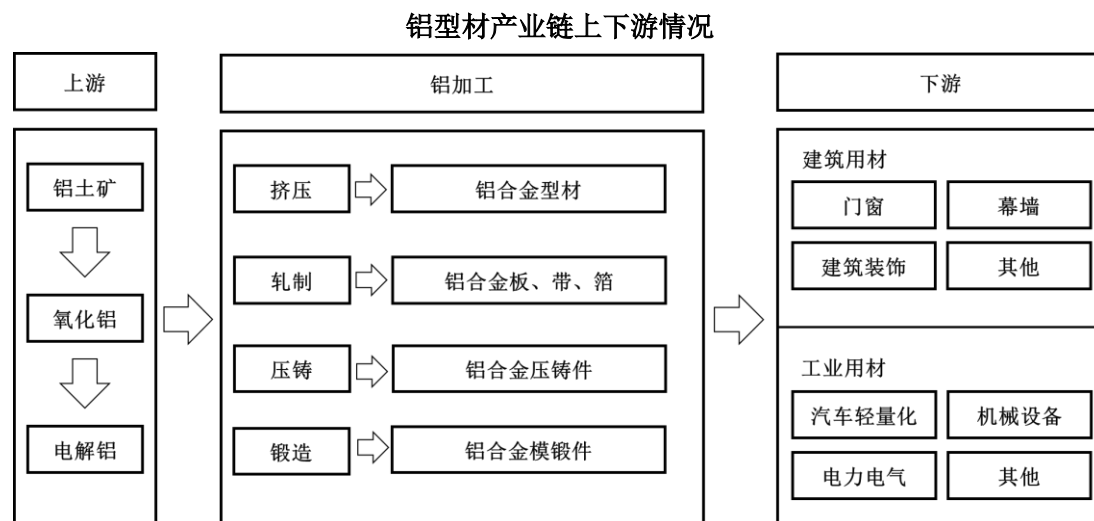 铝型材产业链上下游情况
上游
铝加工
下游
铝土矿
氧化铝
电解铝
挤压
铝合金型材
轧制
铝合金板、带、箔
压铸
铝合金压铸件
锻造
铝合金模锻件
建筑用材
门窗
幕墙
建筑装饰
其他
工业用材
汽车轻量化
机械设备
电力电气
其他